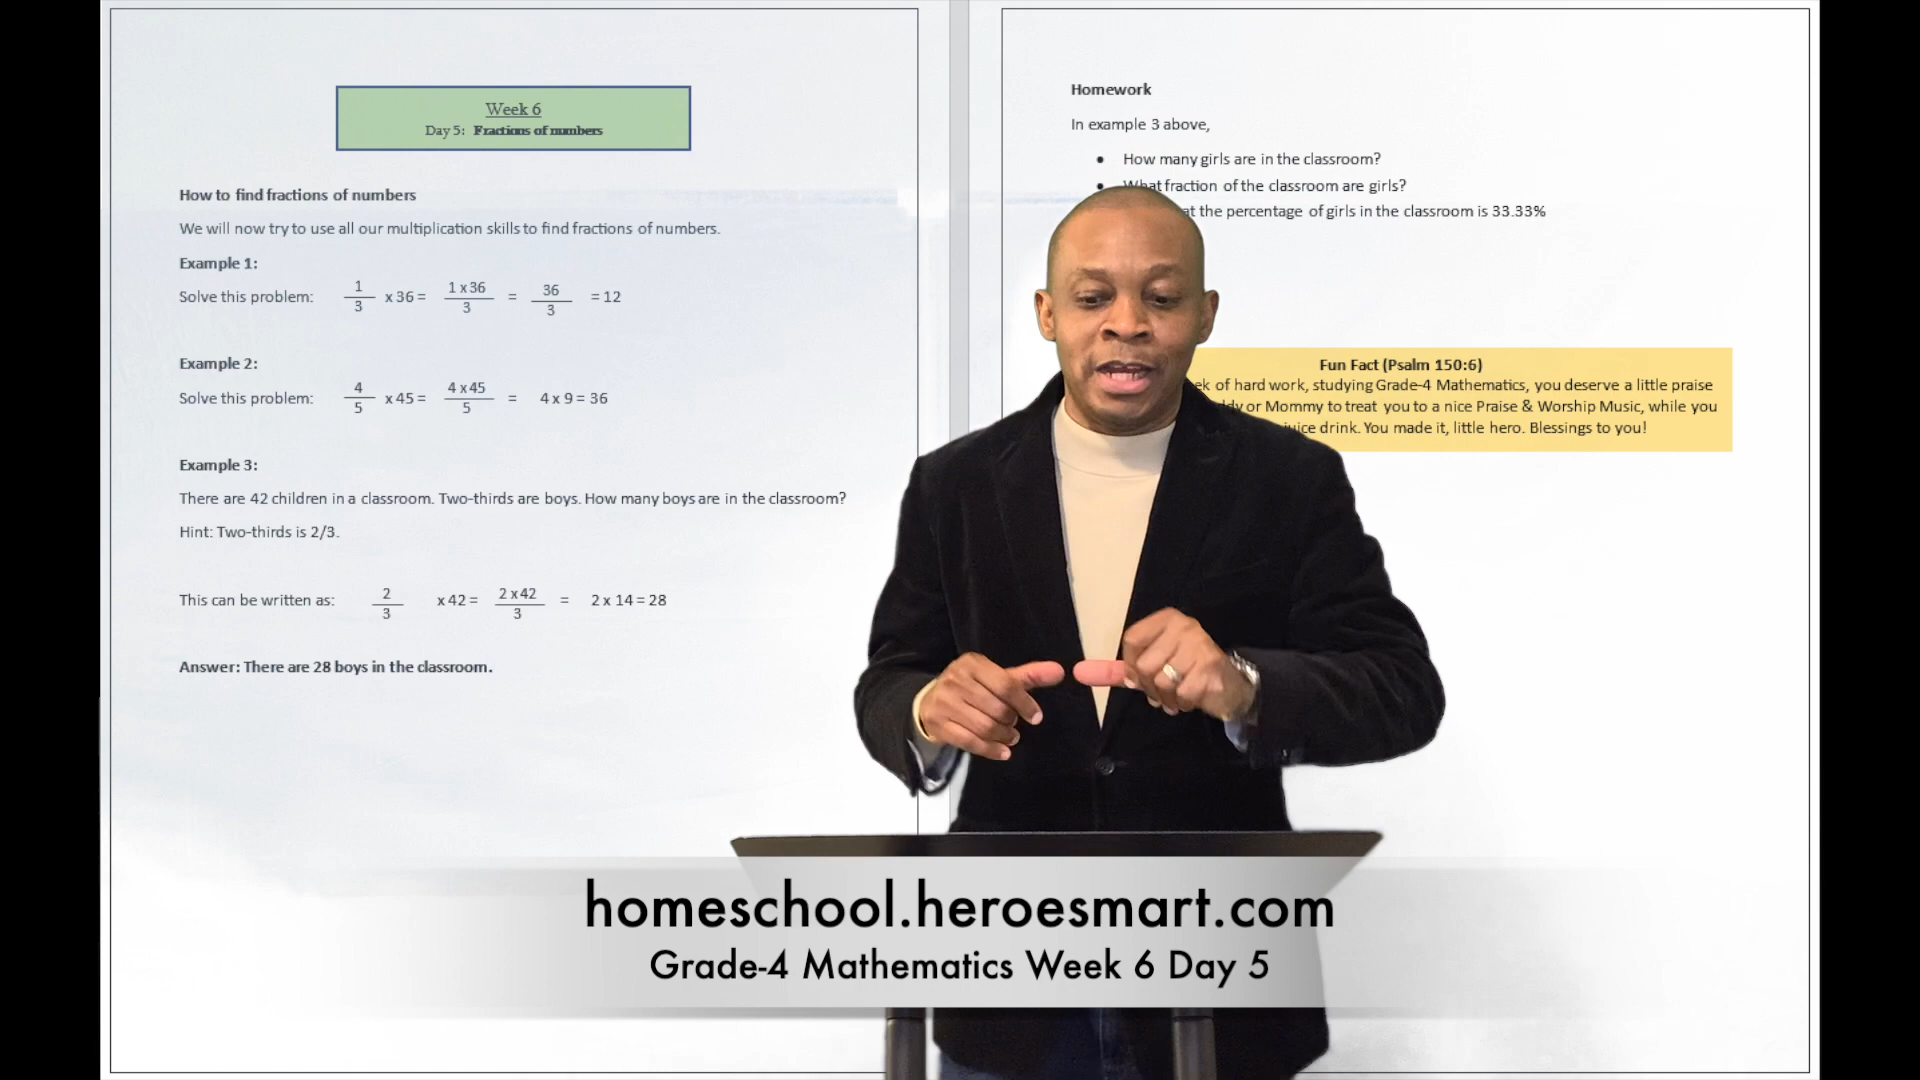 Week 6
Day 5: Fractions of numbers
How to find fractions of numbers
We will now try to use all our multiplication skills to find fractions of numbers.
Example 1:
Solve this problem: 1/3 x 36 = 1 x 36/3 = 36/3 = 12
Example 2:
Solve this problem: 4/5 x 45 = 4 x 45/5 = 4 x 9 = 36
Example 3:
There are 42 children in a classroom. Two-thirds are boys. How many boys are in the classroom?
Hint: Two-thirds is 2/3.
This can be written as: 2/3 x 42 = 2 x 42/3 = 2 x 14 = 28
Answer: There are 28 boys in the classroom.
Homework
In example 3 above,
• How many girls are in the classroom?
• What fraction of the classroom are girls?
the percentage of girls in the classroom is 33.33%
Fun Fact (Psalm 150:6)
of hard work, studying Grade-4 Mathematics, you deserve a little praise
or Mommy to treat you to a nice Praise & Worship Music, while you
juice drink. You made it, little hero. Blessings to you!
homeschool.heroesmart.com
Grade-4 Mathematics Week 6 Day 5